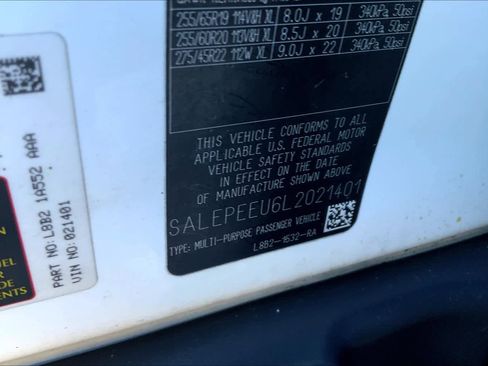 255/65R19 114V&H XL 8.0J x 19 340kPa, 50psi
255/60R20 113V&H XL 8.5J x 20 340kPa, 50psi
275/45R22 112W XL 9.0J x 22 340kPa, 50psi
THIS VEHICLE CONFORMS TO ALL
APPLICABLE U.S. FEDERAL MOTOR
VEHICLE SAFETY STANDARDS
IN EFFECT ON THE DATE
OF MANUFACTURE SHOWN ABOVE
SALEPEEU6L2021401
TYPE: MULTI-PURPOSE PASSENGER VEHICLE
L8B2-1532-RA
PART NO: L8B2 1A552 AAA
VIN NO: 021401